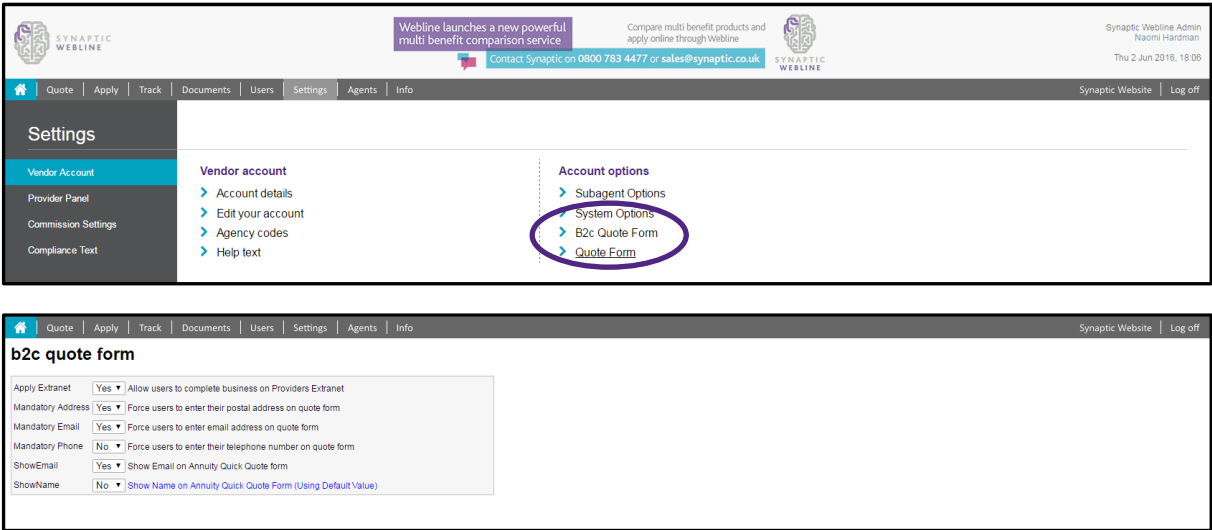 SYNAPTIC
WEBLINE
Webline launches a new powerful
multi benefit comparison service
Compare multi benefit products and
apply online through Webline
Contact Synaptic on 0800 783 4477 or sales@synaptic.co.uk
SYNAPTIC
WEBLINE
Synaptic Webline Admin
Naomi Hardman
Thu 2 Jun 2016, 18:06
Quote Apply Track Documents Users Settings Agents Info Synaptic Website Log off
Settings
Vendor Account
Provider Panel
Commission Settings
Compliance Text
Vendor account
Account details
Edit your account
Agency codes
Help text
Account options
Subagent Options
System Options
B2c Quote Form
Quote Form
Quote Apply Track Documents Users Settings Agents Info Synaptic Website Log off
b2c quote form
Apply Extranet Yes Allow users to complete business on Providers Extranet
Mandatory Address Yes Force users to enter their postal address on quote form
Mandatory Email Yes Force users to enter email address on quote form
Mandatory Phone No Force users to enter their telephone number on quote form
ShowEmail Yes Show Email on Annuity Quick Quote form
ShowName No Show Name on Annuity Quick Quote Form (Using Default Value)